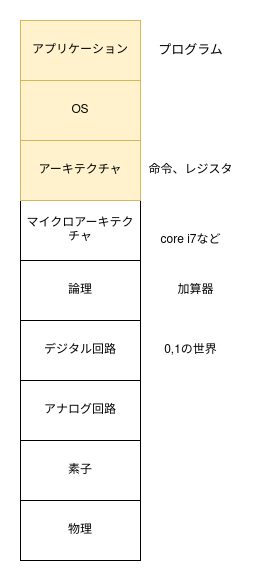 アプリケーション プログラム
OS
アーキテクチャ 命令、レジスタ
マイクロアーキテク
チャ
core i7など
論理 加算器
デジタル回路 0,1の世界
アナログ回路
素子
物理